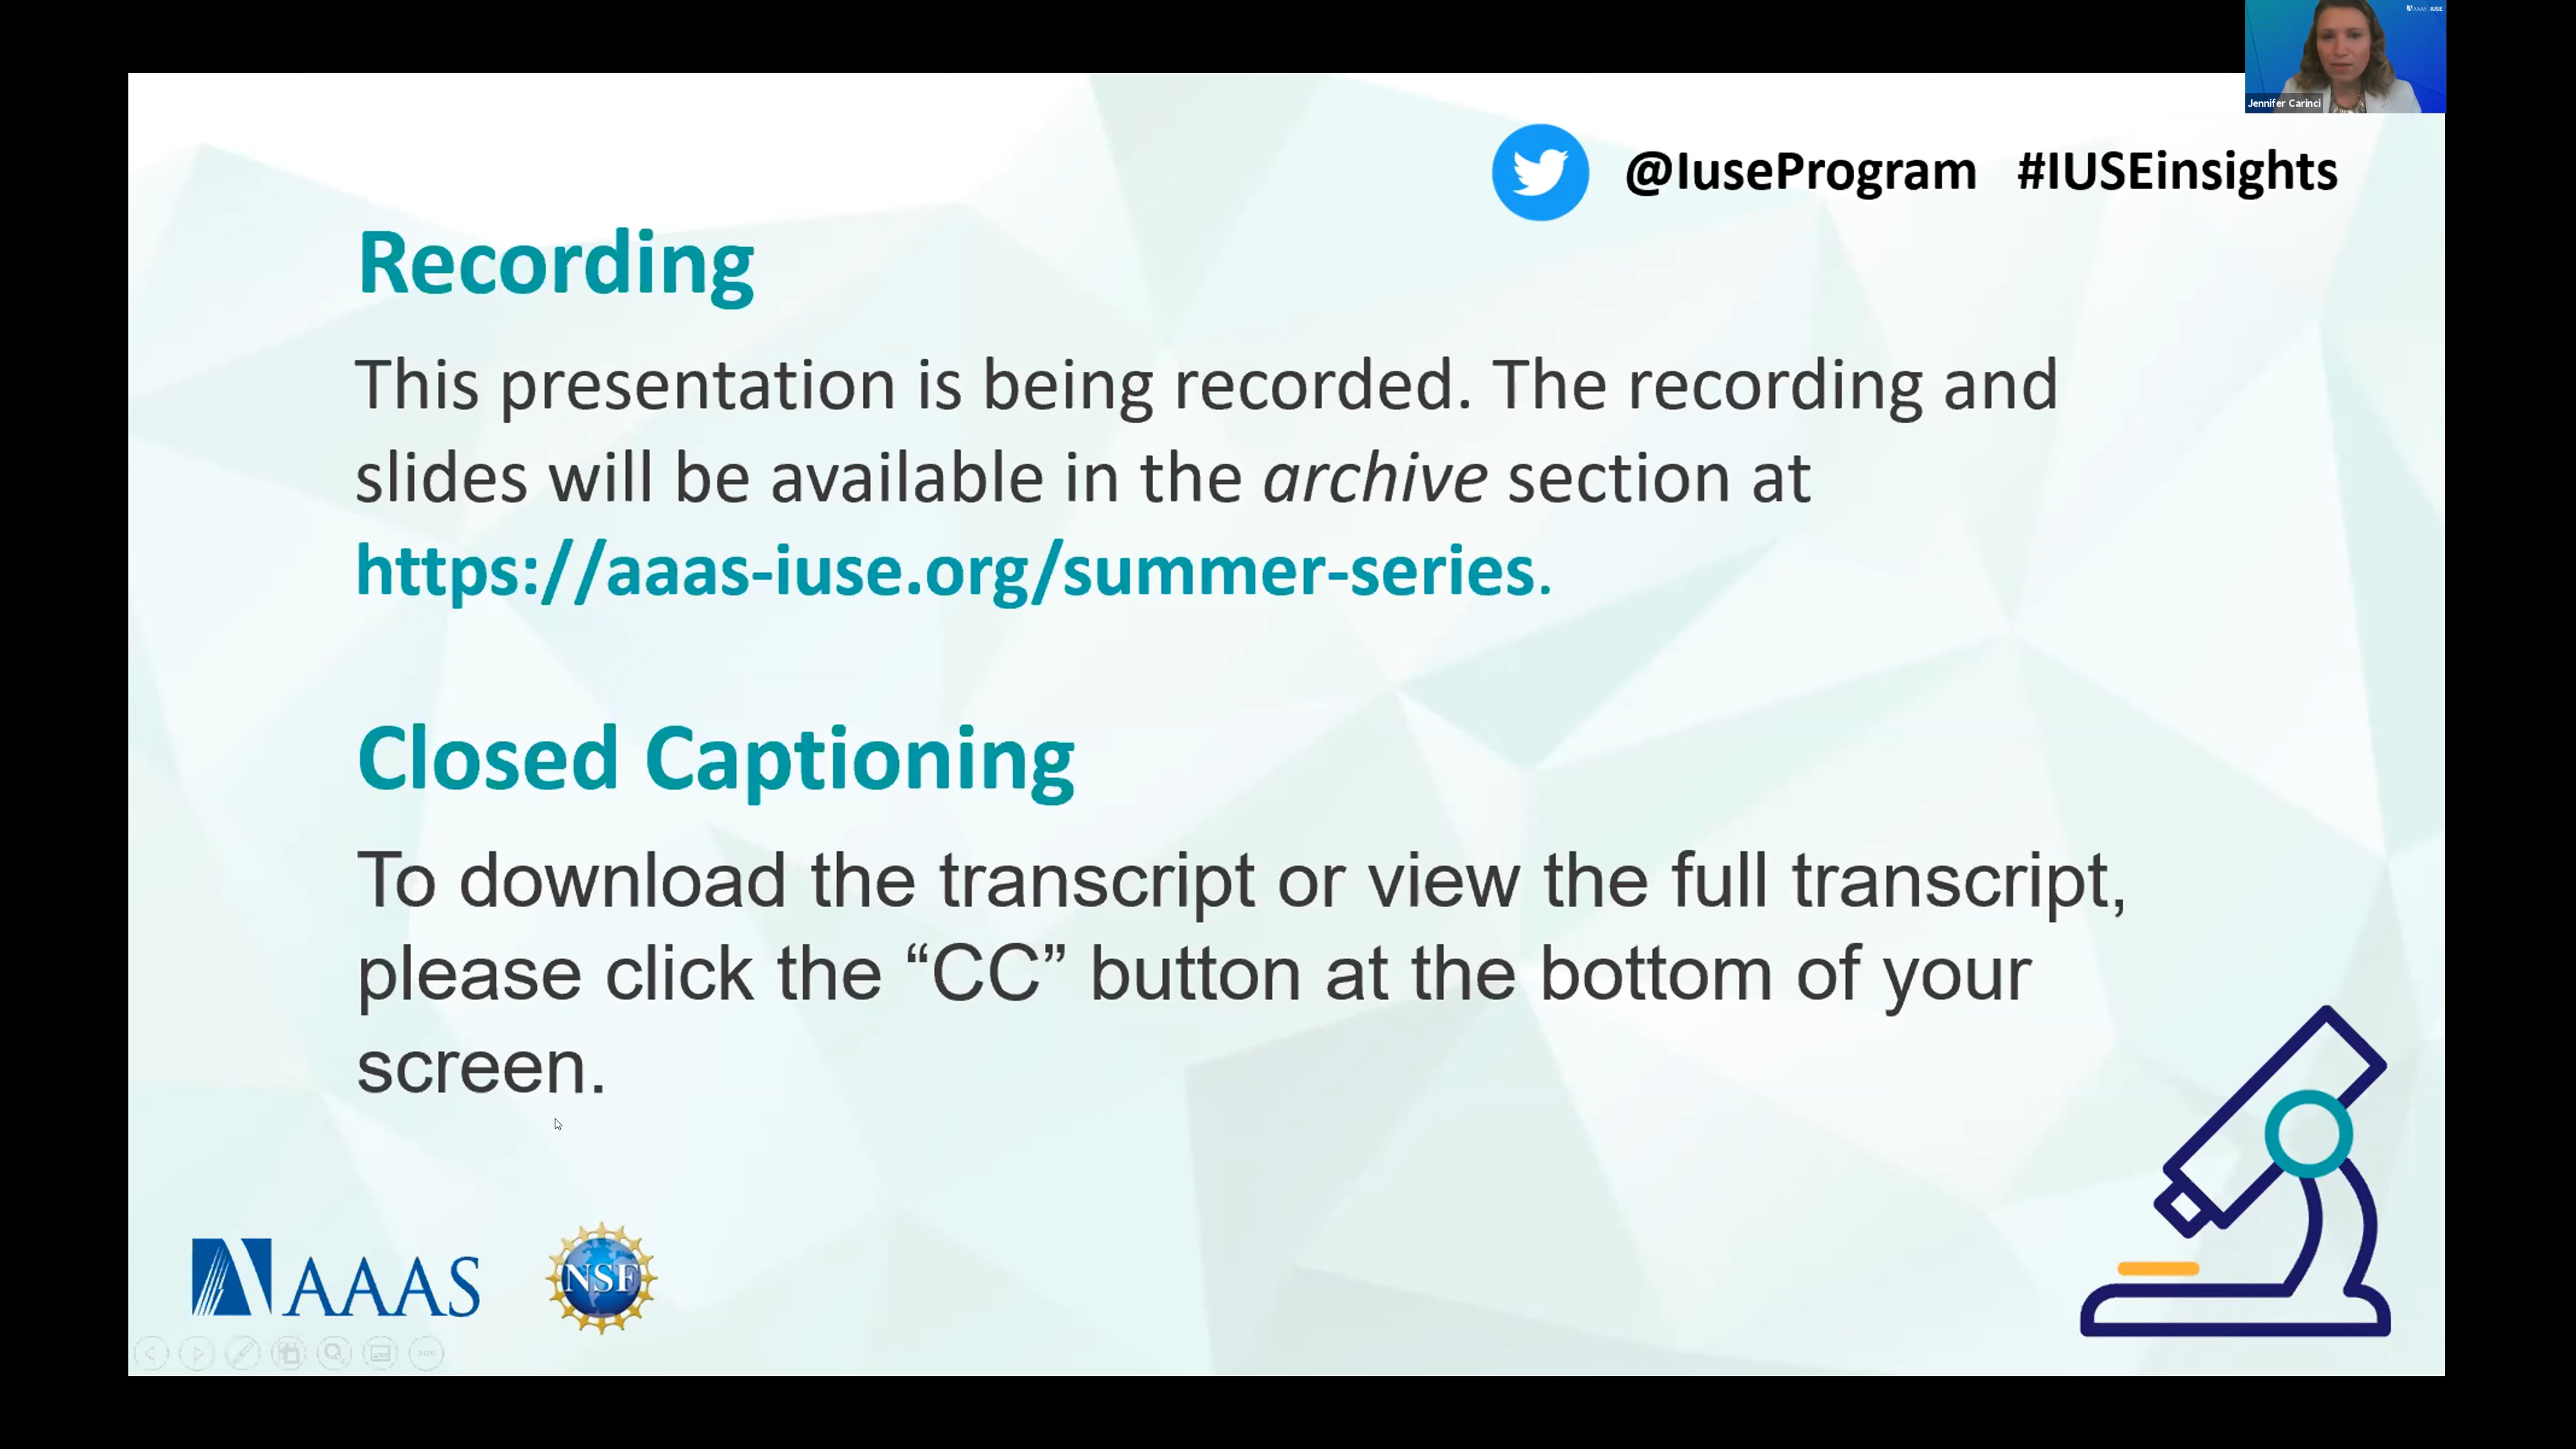 AAAS IUSE
Jennifer Carinci
@IuseProgram #IUSEinsights
Recording
This presentation is being recorded. The recording and
slides will be available in the archive section at
https://aaas-iuse.org/summer-series.
Closed Captioning
To download the transcript or view the full transcript,
please click the “CC” button at the bottom of your
screen.
AAAS
NSF